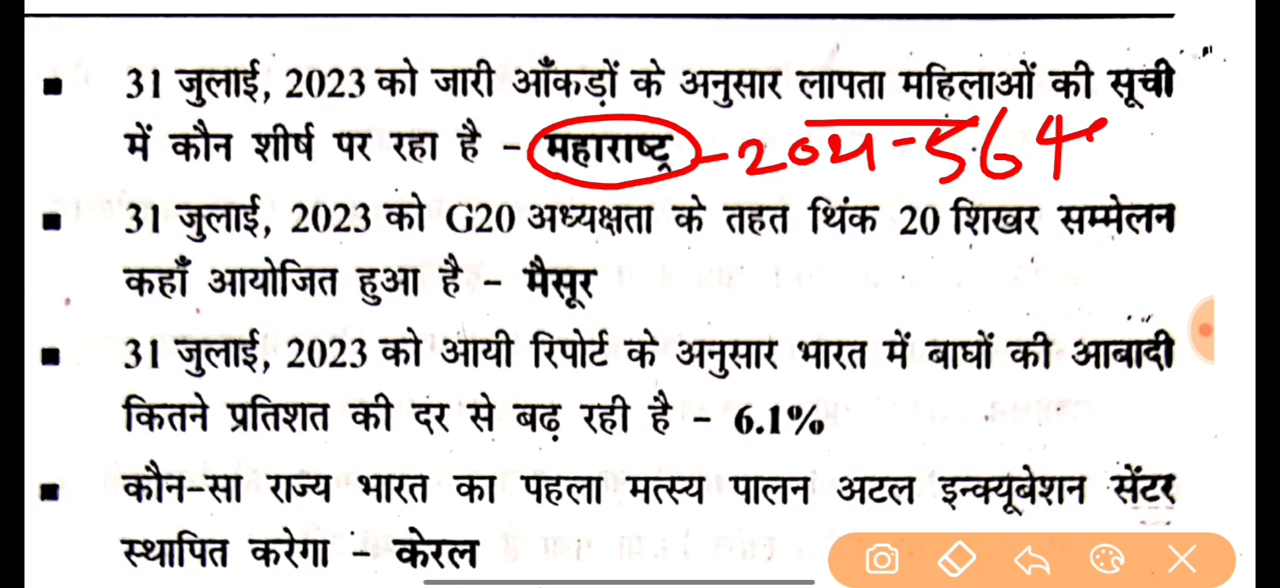 ▪ 31 जुलाई, 2023 को जारी आँकड़ों के अनुसार लापता महिलाओं की सूची
में कौन शीर्ष पर रहा है - महाराष्ट्र - 564
▪ 31 जुलाई, 2023 को G20 अध्यक्षता के तहत थिंक 20 शिखर सम्मेलन
कहाँ आयोजित हुआ है - मैसूर
▪ 31 जुलाई, 2023 को आयी रिपोर्ट के अनुसार भारत में बाघों की आबादी
कितने प्रतिशत की दर से बढ़ रही है - 6.1%
▪ कौन-सा राज्य भारत का पहला मत्स्य पालन अटल इन्क्यूबेशन सेंटर
स्थापित करेगा - केरल